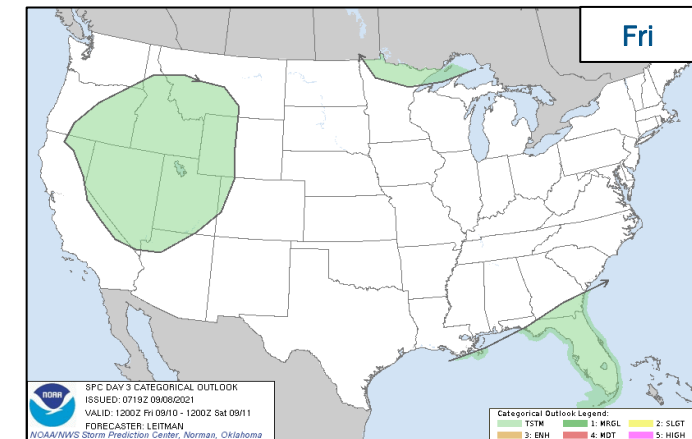 Fri
NOAA
SPC DAY 3 CATEGORICAL OUTLOOK
ISSUED: 0719Z 09/08/2021
VALID: 1200Z Fri 09/10 - 1200Z Sat 09/11
FORECASTER: LEITMAN
NOAA/NWS Storm Prediction Center, Norman, Oklahoma
Categorical Outlook Legend:
TSTM 1: MRGL 2: SLGT
3: ENH 4: MDT 5: HIGH